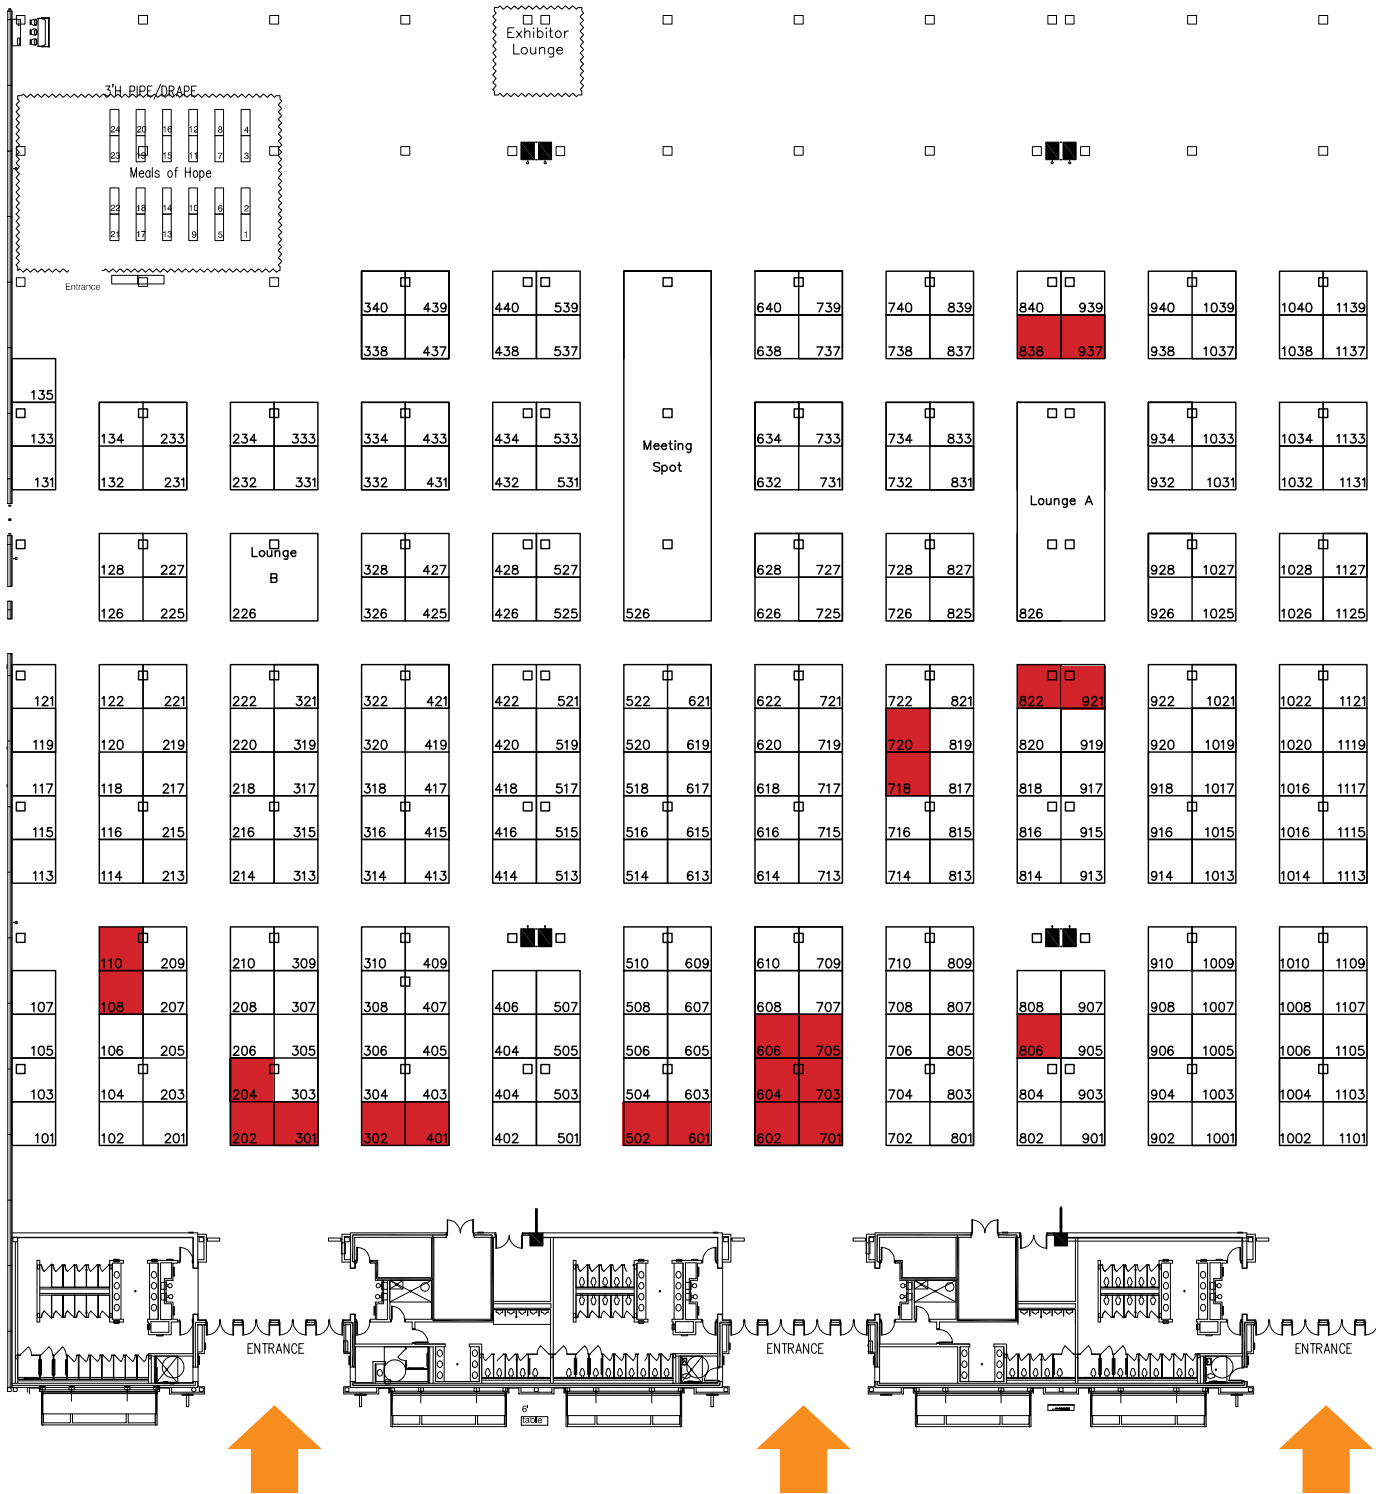 Exhibitor
Lounge
3'H PIPE/DRAPE
24 20 16 12 8 4
23 19 15 11 7 3
Meals of Hope
22 18 14 10 6 2
21 17 13 9 5 1
Entrance
340 439 440 539 640 739 740 839 840 939 940 1039 1040 1139
338 437 438 537 638 737 738 837 838 937 938 1037 1038 1137
135
133 134 233 234 333 334 433 434 533 634 733 734 833 934 1033 1034 1133
Meeting
Spot
131 132 231 232 331 332 431 432 531 632 731 732 831 932 1031 1032 1131
Lounge A
Lounge
B
128 227 328 427 428 527 628 727 728 827 928 1027 1028 1127
126 225 226 326 425 426 525 526 626 725 726 825 826 926 1025 1026 1125
121 122 221 222 321 322 421 422 521 522 621 622 721 722 821 822 921 922 1021 1022 1121
119 120 219 220 319 320 419 420 519 520 619 620 719 720 819 820 919 920 1019 1020 1119
117 118 217 218 317 318 417 418 517 518 617 618 717 718 817 818 917 918 1017 1016 1117
115 116 215 216 315 316 415 416 515 516 615 616 715 716 815 816 915 916 1015 1016 1115
113 114 213 214 313 314 413 414 513 514 613 614 713 714 813 814 913 914 1013 1014 1113
110 209 210 309 310 409 510 609 610 709 710 809 910 1009 1010 1109
107 108 207 208 307 308 407 406 507 508 607 608 707 708 807 808 907 908 1007 1008 1107
105 106 205 206 305 306 405 404 505 506 605 606 705 706 805 806 905 906 1005 1006 1105
103 104 203 204 303 304 403 404 503 504 603 604 703 704 803 804 903 904 1003 1004 1103
101 102 201 202 301 302 401 402 501 502 601 602 701 702 801 802 901 902 1001 1002 1101
ENTRANCE ENTRANCE ENTRANCE
6'
table